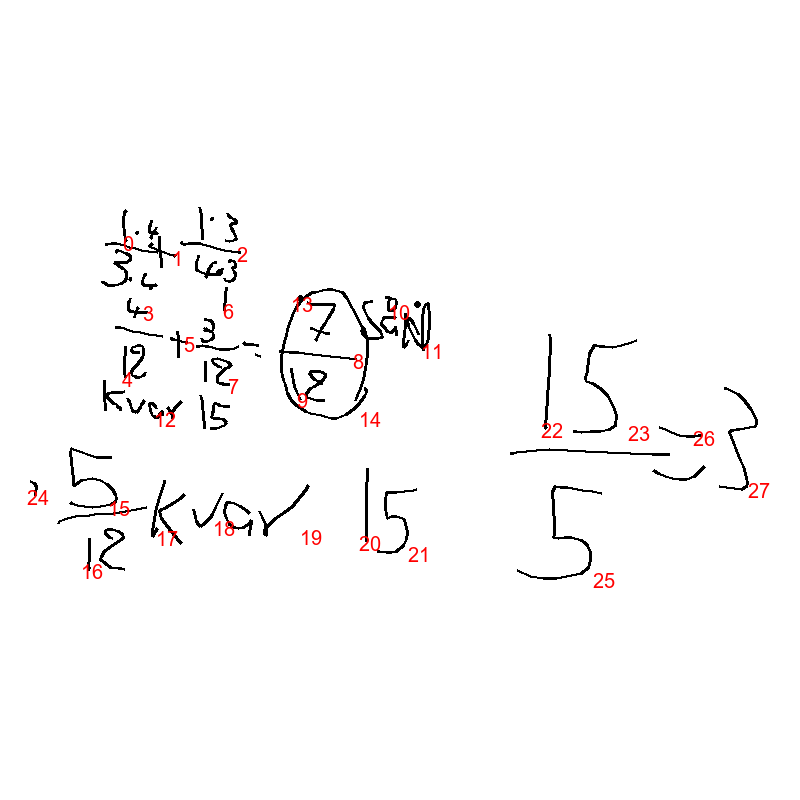 1·4/3·4 + 1·3/4·3
4/12 + 3/12 = 7/12 såld
kvar 15
5/12 kvar 15
15/5 = 3